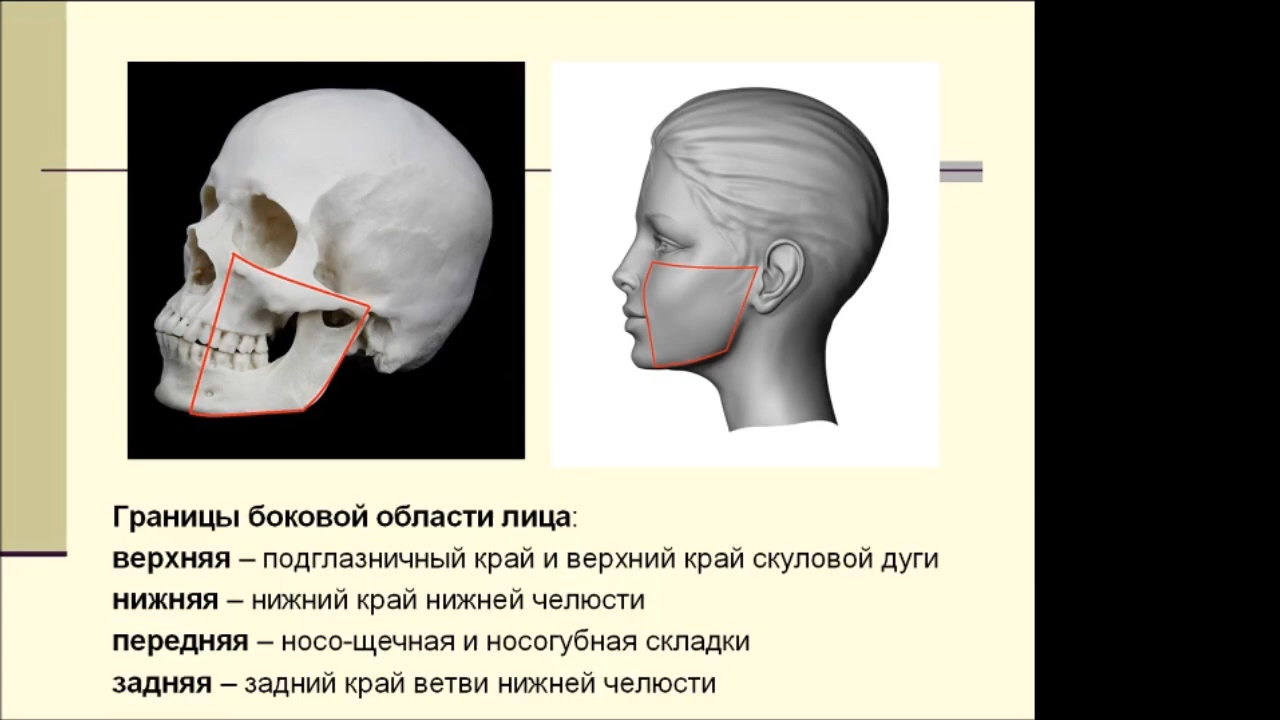 Границы боковой области лица:
верхняя – подглазничный край и верхний край скуловой дуги
нижняя – нижний край нижней челюсти
передняя – носо-щечная и носогубная складки
задняя – задний край ветви нижней челюсти